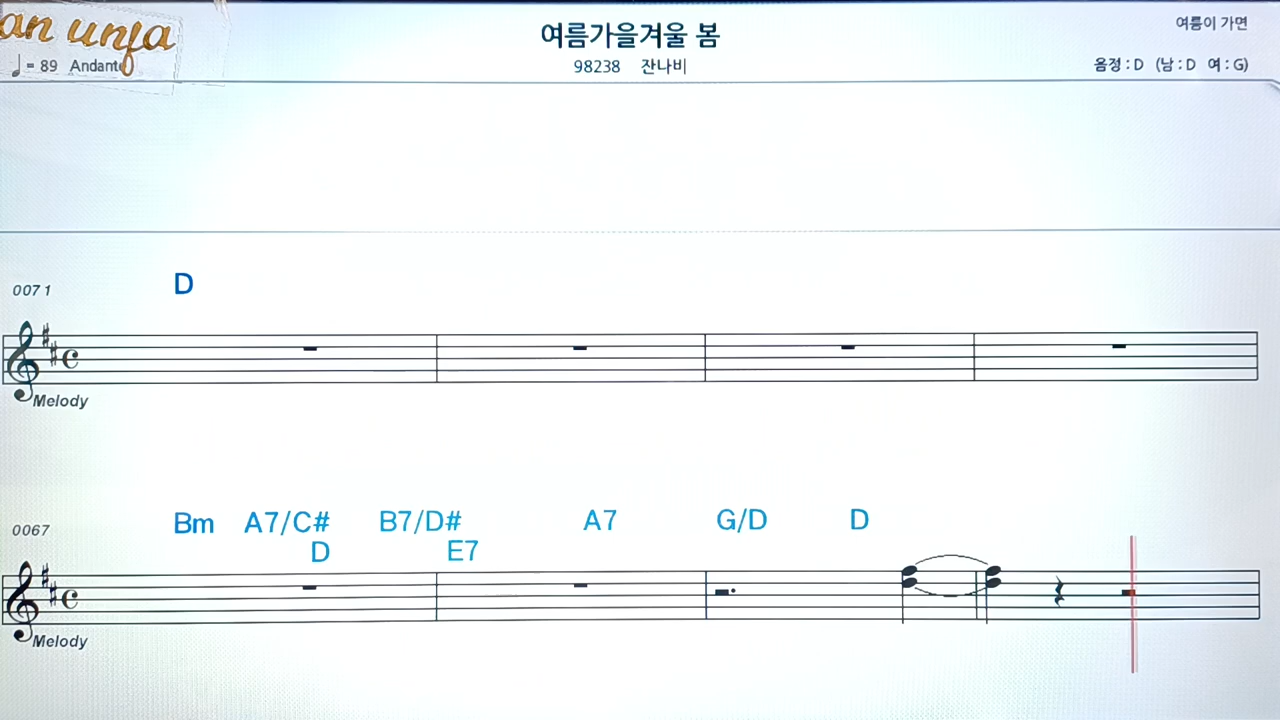 an unfa
여름가을겨울 봄
여름이 가면
♩= 89 Andante
98238 잔나비
음정 : D (남 : D 여 : G)
0071
D
Melody
0067
Bm A7/C# B7/D# A7 G/D D
D E7
Melody